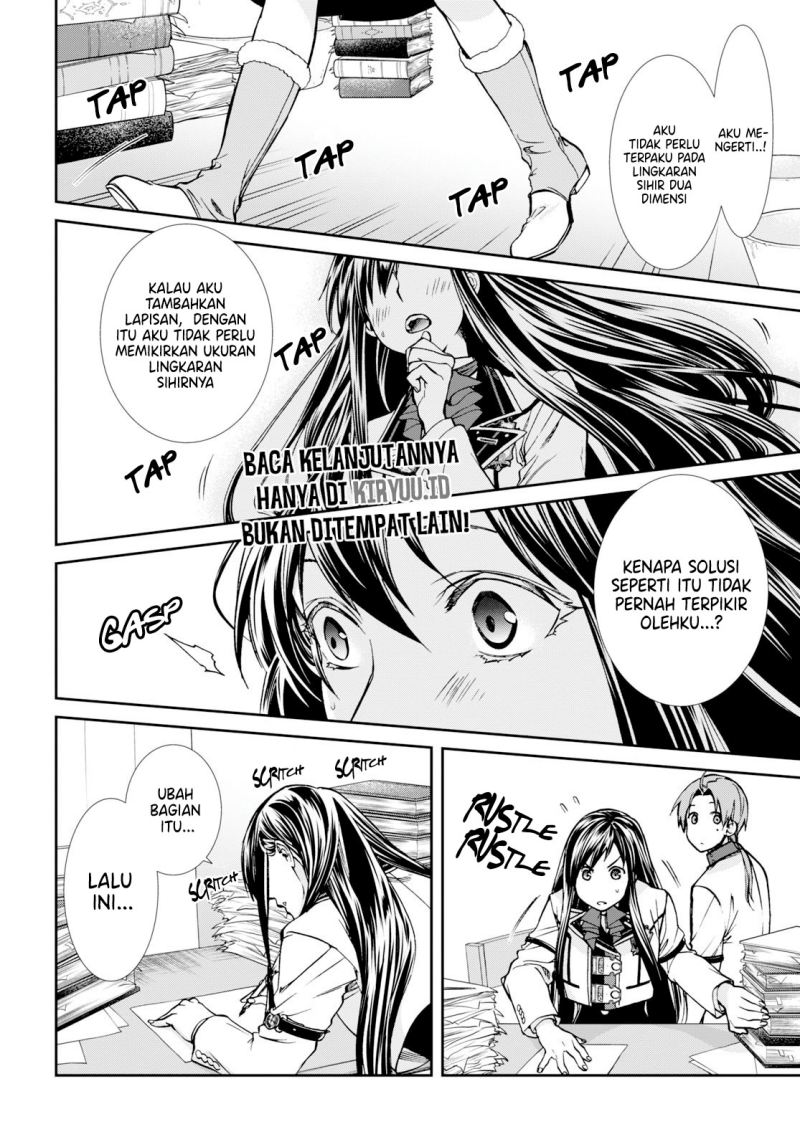 AKU ME-
NGERTI..!
AKU
TIDAK PERLU
TERPAKU PADA
LINGKARAN
SIHIR DUA
DIMENSI
TAP
TAP
TAP
TAP
KALAU AKU
TAMBAHKAN
LAPISAN, DENGAN
ITU AKU TIDAK PERLU
MEMIKIRKAN UKURAN
LINGKARAN
SIHIRNYA
TAP
TAP
BACA KELANJUTANNYA
HANYA DI KIRYUU.ID
BUKAN DITEMPAT LAIN!
KENAPA SOLUSI
SEPERTI ITU TIDAK
PERNAH TERPIKIR
OLEHKU...?
GASP
RUSTLE
RUSTLE
SCRITCH
SCRITCH
SCRITCH
UBAH
BAGIAN
ITU...
LALU
INI...